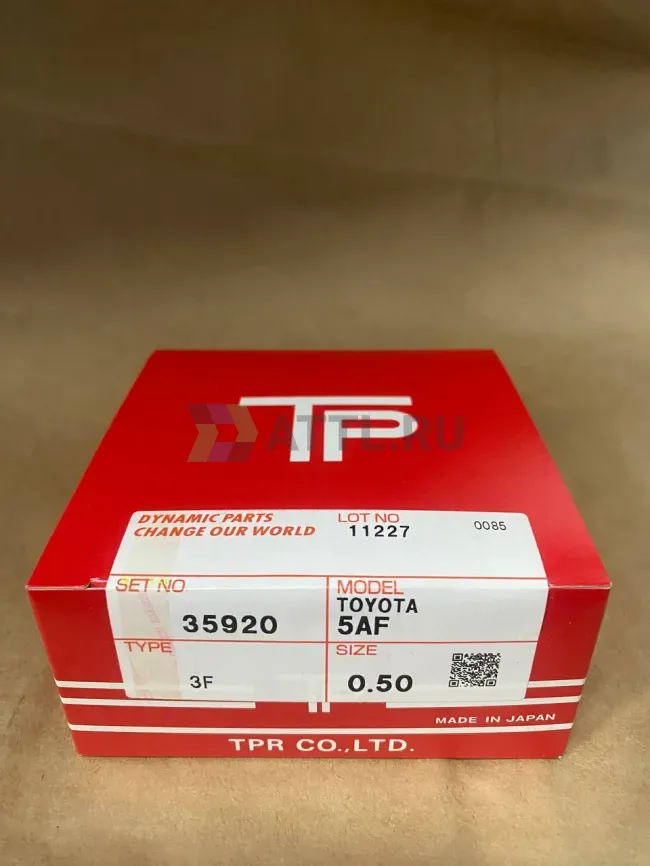 TP
ATTL.RU
DYNAMIC PARTS
CHANGE OUR WORLD
LOT NO
11227
0085
SET NO
35920
MODEL
TOYOTA
5AF
TYPE
3F
SIZE
0.50
MADE IN JAPAN
TPR CO.,LTD.